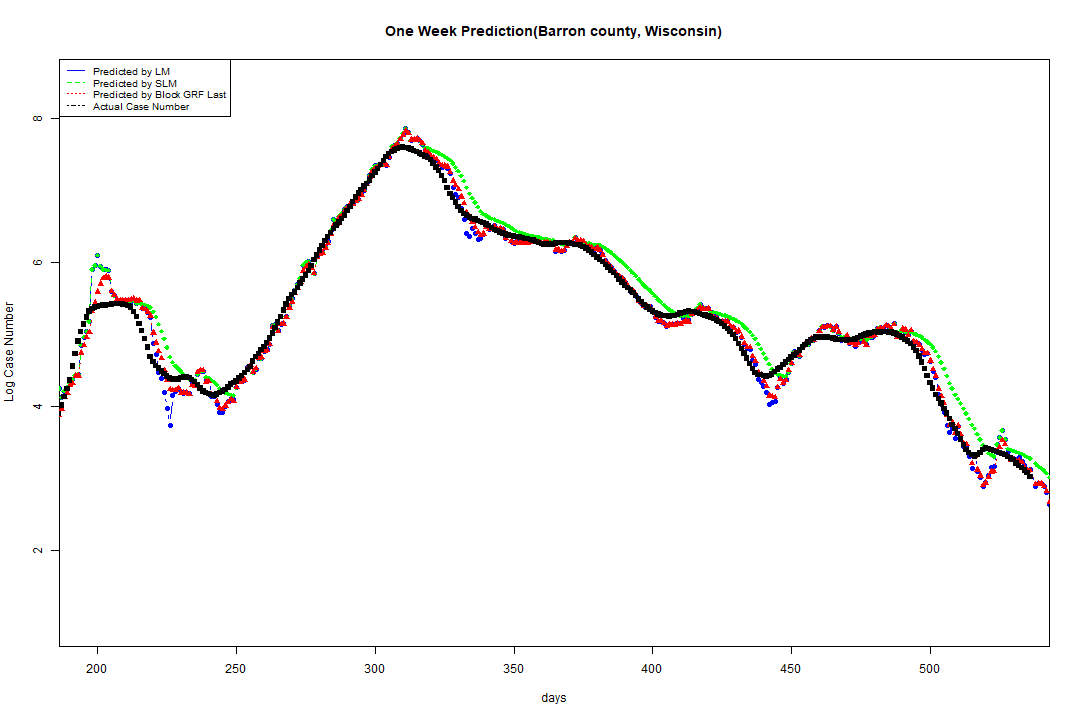 One Week Prediction(Barron county, Wisconsin)
Predicted by LM
Predicted by SLM
Predicted by Block GRF Last
Actual Case Number
Log Case Number
8
6
4
2
200 250 300 350 400 450 500
days